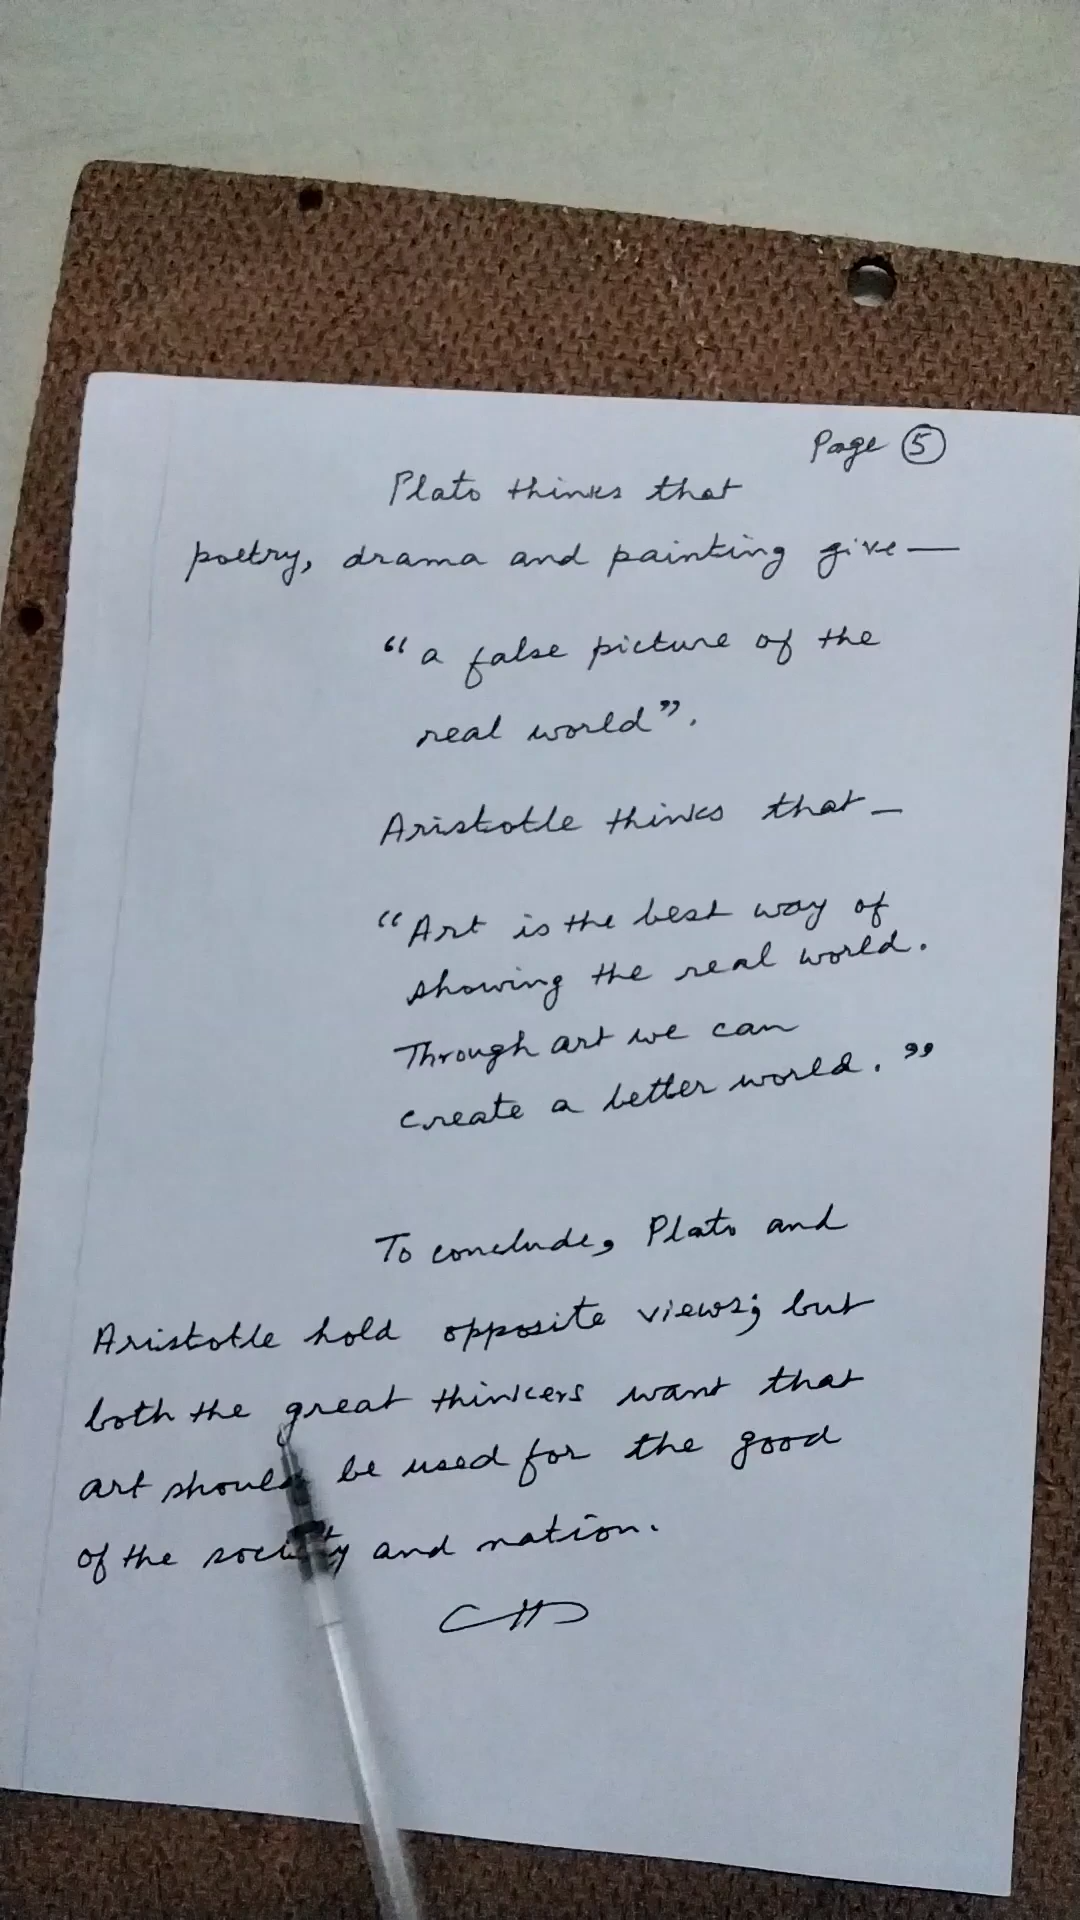 Page 5
Plato thinks that
poetry, drama and painting give —
“a false picture of the
real world”.
Aristotle thinks that —
“Art is the best way of
showing the real world.
Through art we can
create a better world.”
To conclude, Plato and
Aristotle hold opposite views; but
both the great thinkers want that
art should be used for the good
of the society and nation.